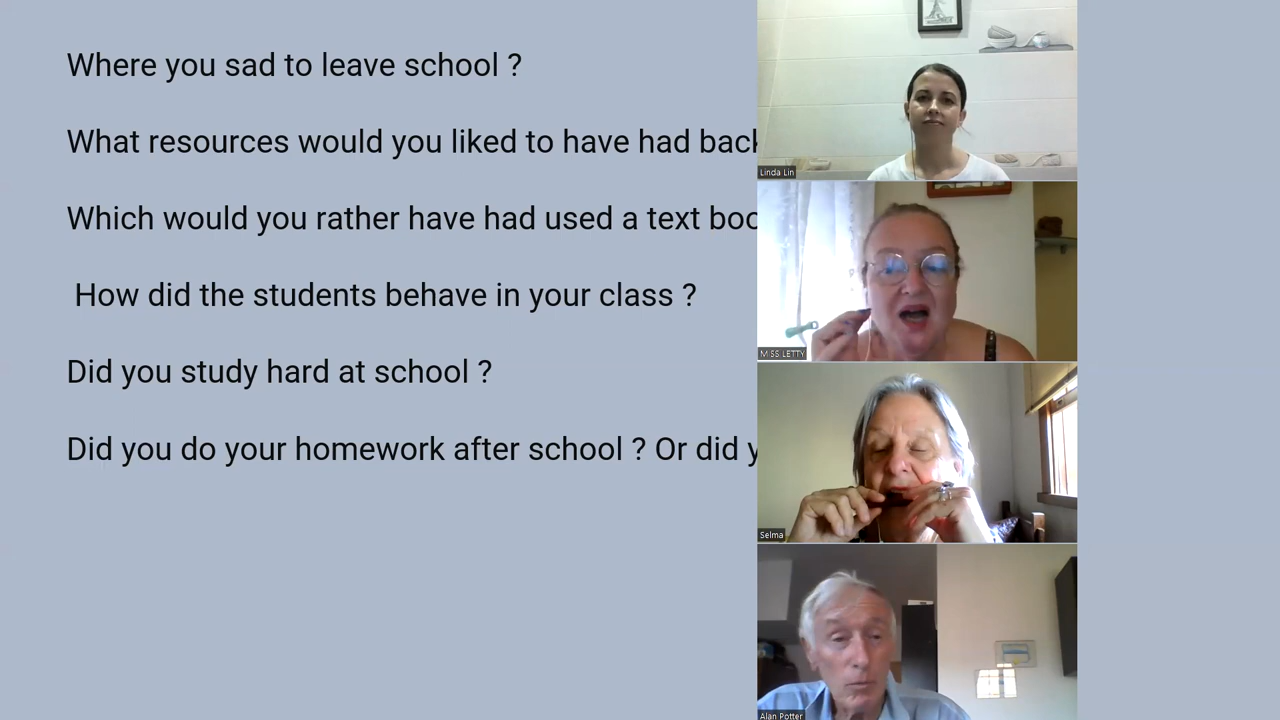 Where you sad to leave school ?
What resources would you liked to have had back
Which would you rather have had used a text boo
How did the students behave in your class ?
Did you study hard at school ?
Did you do your homework after school ? Or did y
Linda Lin
MISS LETTY
Selma
Alan Potter